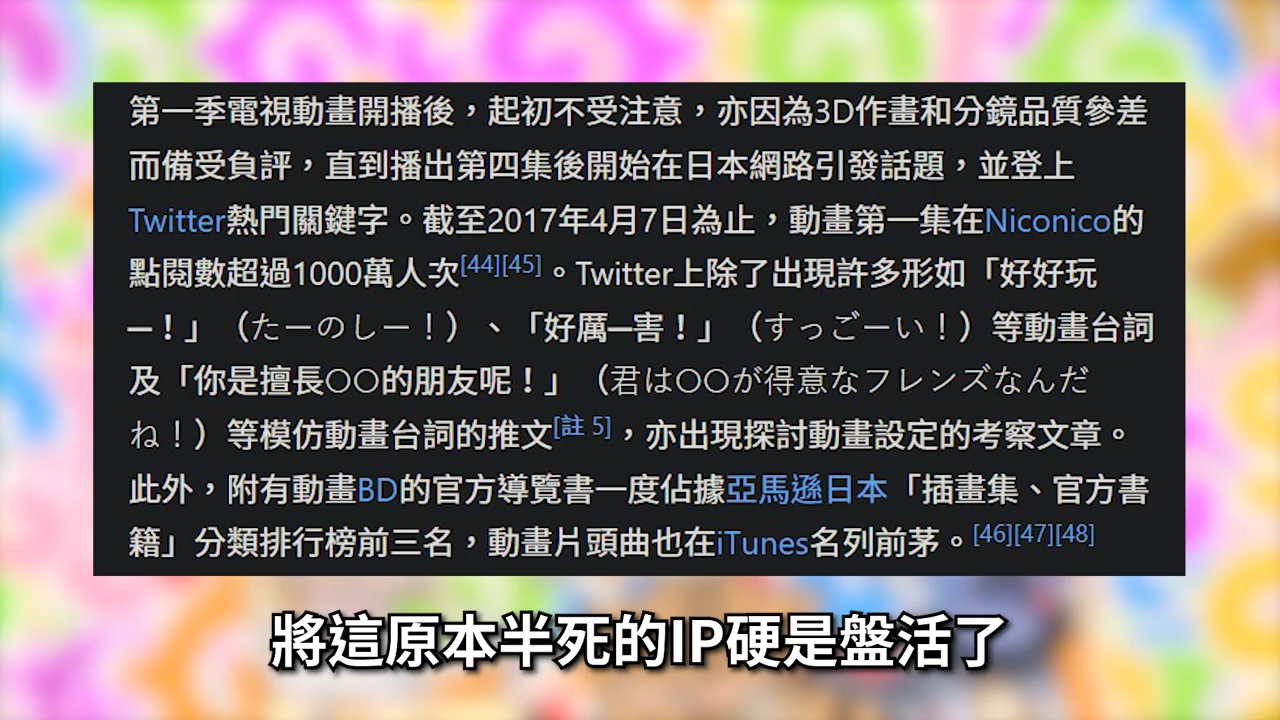 第一季電視動畫開播後，起初不受注意，亦因為3D作畫和分鏡品質參差
而備受負評，直到播出第四集後開始在日本網路引發話題，並登上
Twitter熱門關鍵字。截至2017年4月7日為止，動畫第一集在Niconico的
點閱數超過1000萬人次[44][45]。Twitter上除了出現許多形如「好好玩
—！」（たーのしー！）、「好厲—害！」（すっごーい！）等動畫台詞
及「你是擅長〇〇的朋友呢！」（君は〇〇が得意なフレンズなんだ
ね！）等模仿動畫台詞的推文[註 5]，亦出現探討動畫設定的考察文章。
此外，附有動畫BD的官方導覽書一度佔據亞馬遜日本「插畫集、官方書
籍」分類排行榜前三名，動畫片頭曲也在iTunes名列前茅。[46][47][48]
將這原本半死的IP硬是盤活了